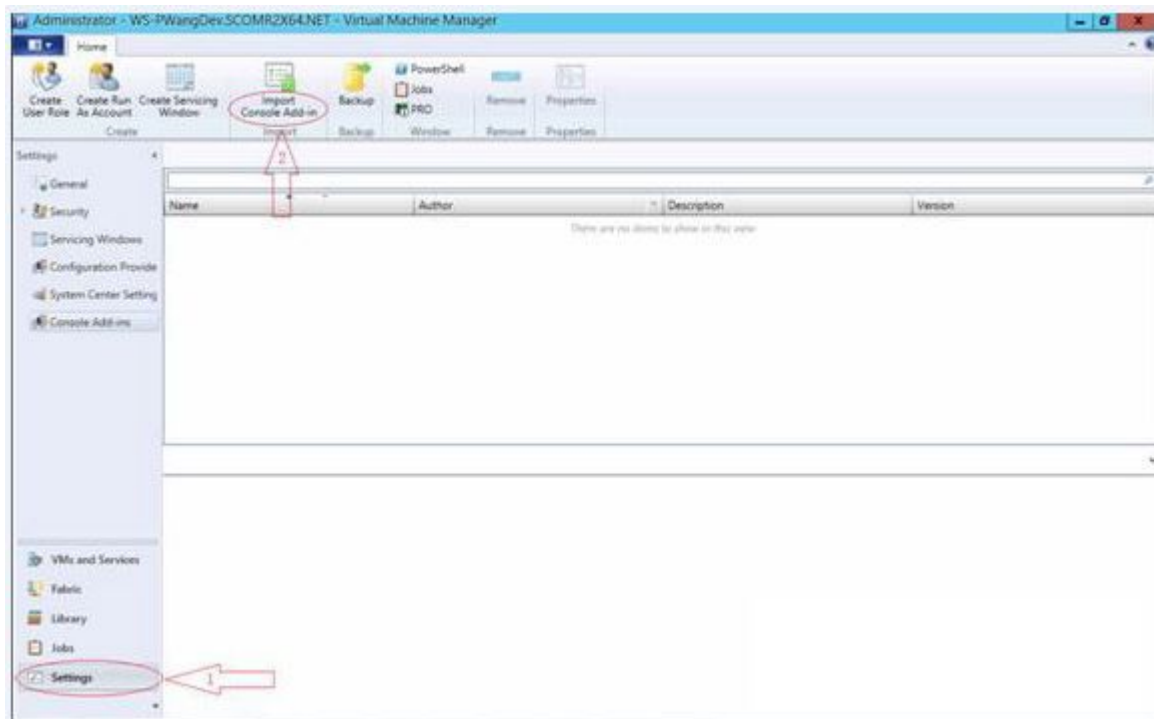 Administrator - WS-PWangDev.SCOMR2X64.NET - Virtual Machine Manager
Home
Create User Role
Create Run As Account
Create Servicing Window
Import Console Add-in
Backup
PowerShell
Jobs
PRO
Remove
Properties
Create
Import
Backup
Window
Remove
Properties
2
Settings
General
Security
Servicing Windows
Configuration Provide
System Center Setting
Console Add-ins
Name
Author
Description
Version
There are no items to show in this view
VMs and Services
Fabric
Library
Jobs
Settings
1